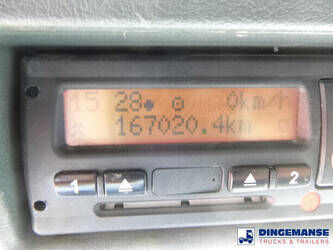 15 28 0km/h
167020.4km
1 2
DINGEMANSE
TRUCKS & TRAILERS